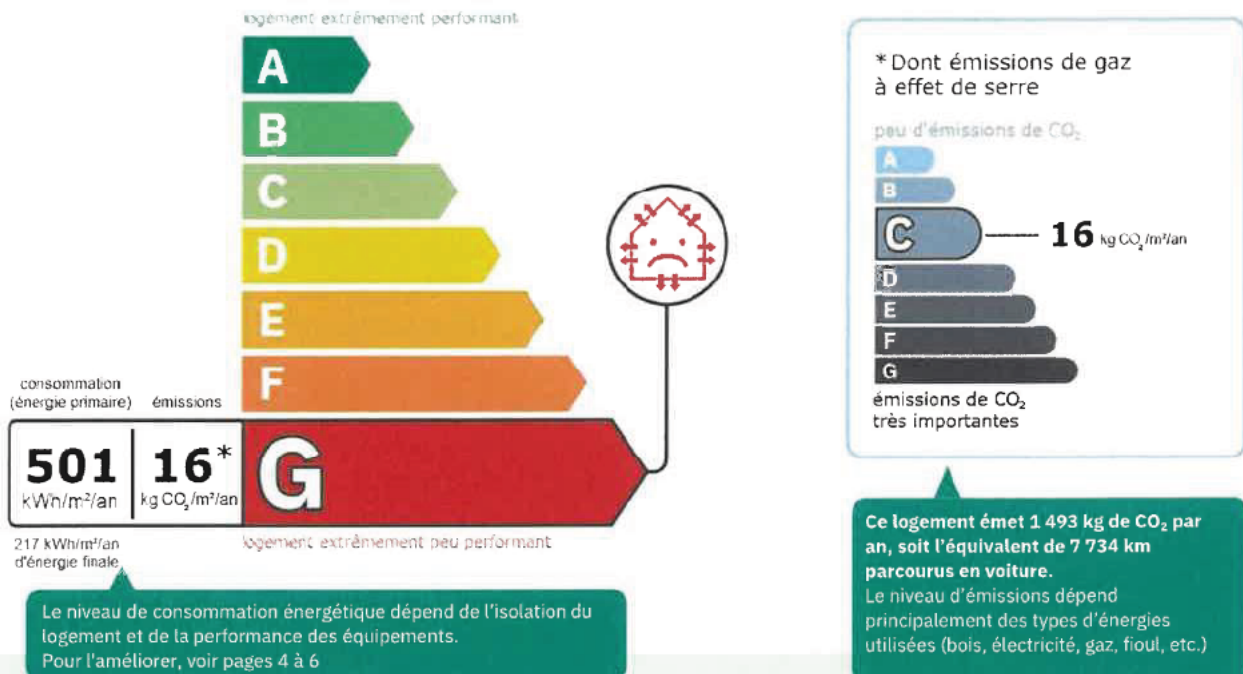 logement extrêmement performant
A
B
C
D
E
F
consommation
(énergie primaire)
émissions
501
kWh/m²/an
16*
kg CO₂/m²/an
G
217 kWh/m²/an
d'énergie finale
logement extrêmement peu performant
Le niveau de consommation énergétique dépend de l'isolation du
logement et de la performance des équipements.
Pour l'améliorer, voir pages 4 à 6
*Dont émissions de gaz
à effet de serre
peu d'émissions de CO₂
A
B
C
16 kg CO₂/m²/an
D
E
F
G
émissions de CO₂
très importantes
Ce logement émet 1 493 kg de CO₂ par
an, soit l'équivalent de 7 734 km
parcourus en voiture.
Le niveau d'émissions dépend
principalement des types d'énergies
utilisées (bois, électricité, gaz, fioul, etc.)